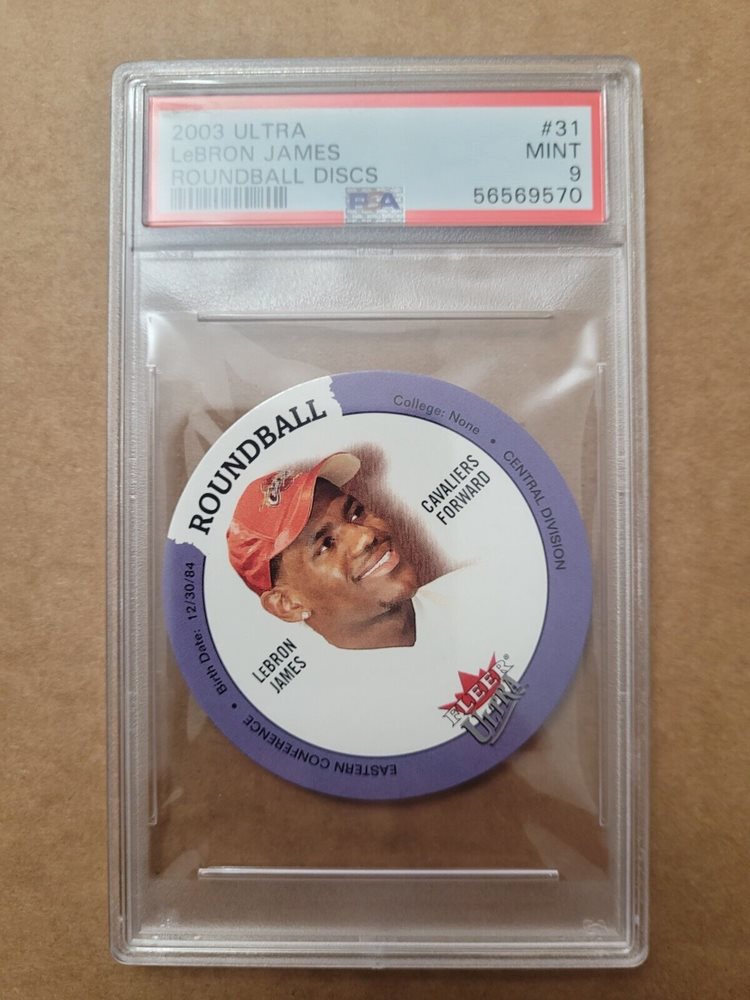 2003 ULTRA #31
LeBRON JAMES MINT
ROUNDBALL DISCS 9
PSA 56569570
ROUNDBALL
College: None • CENTRAL DIVISION
CAVALIERS
FORWARD
LEBRON
JAMES
FLEER®
ULTRA
EASTERN CONFERENCE • Birth Date: 12/30/84